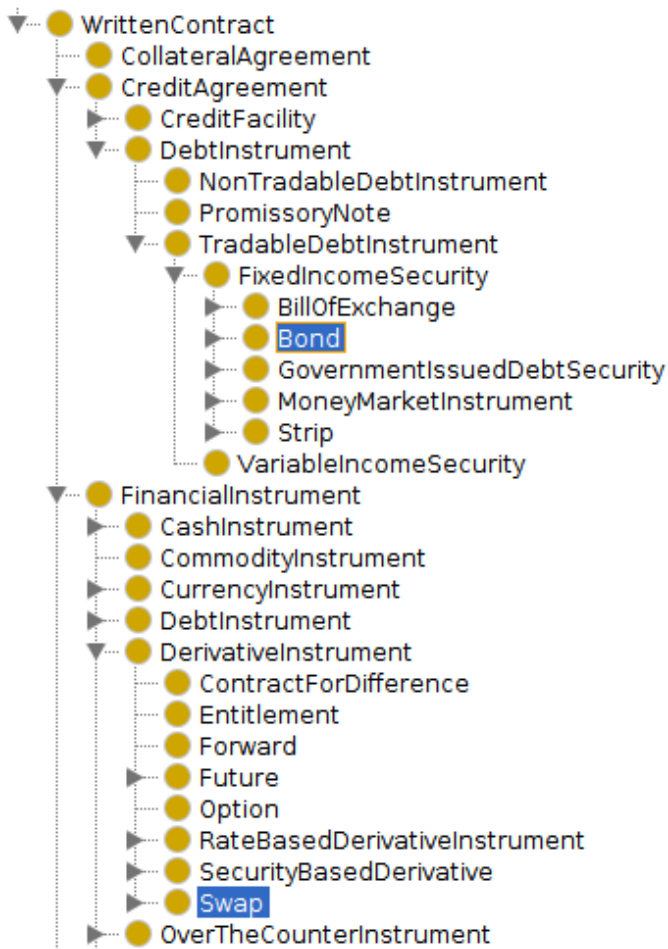 WrittenContract
CollateralAgreement
CreditAgreement
CreditFacility
DebtInstrument
NonTradableDebtInstrument
PromissoryNote
TradableDebtInstrument
FixedIncomeSecurity
BillOfExchange
Bond
GovernmentIssuedDebtSecurity
MoneyMarketInstrument
Strip
VariableIncomeSecurity
FinancialInstrument
CashInstrument
CommodityInstrument
CurrencyInstrument
DebtInstrument
DerivativeInstrument
ContractForDifference
Entitlement
Forward
Future
Option
RateBasedDerivativeInstrument
SecurityBasedDerivative
Swap
OverTheCounterInstrument